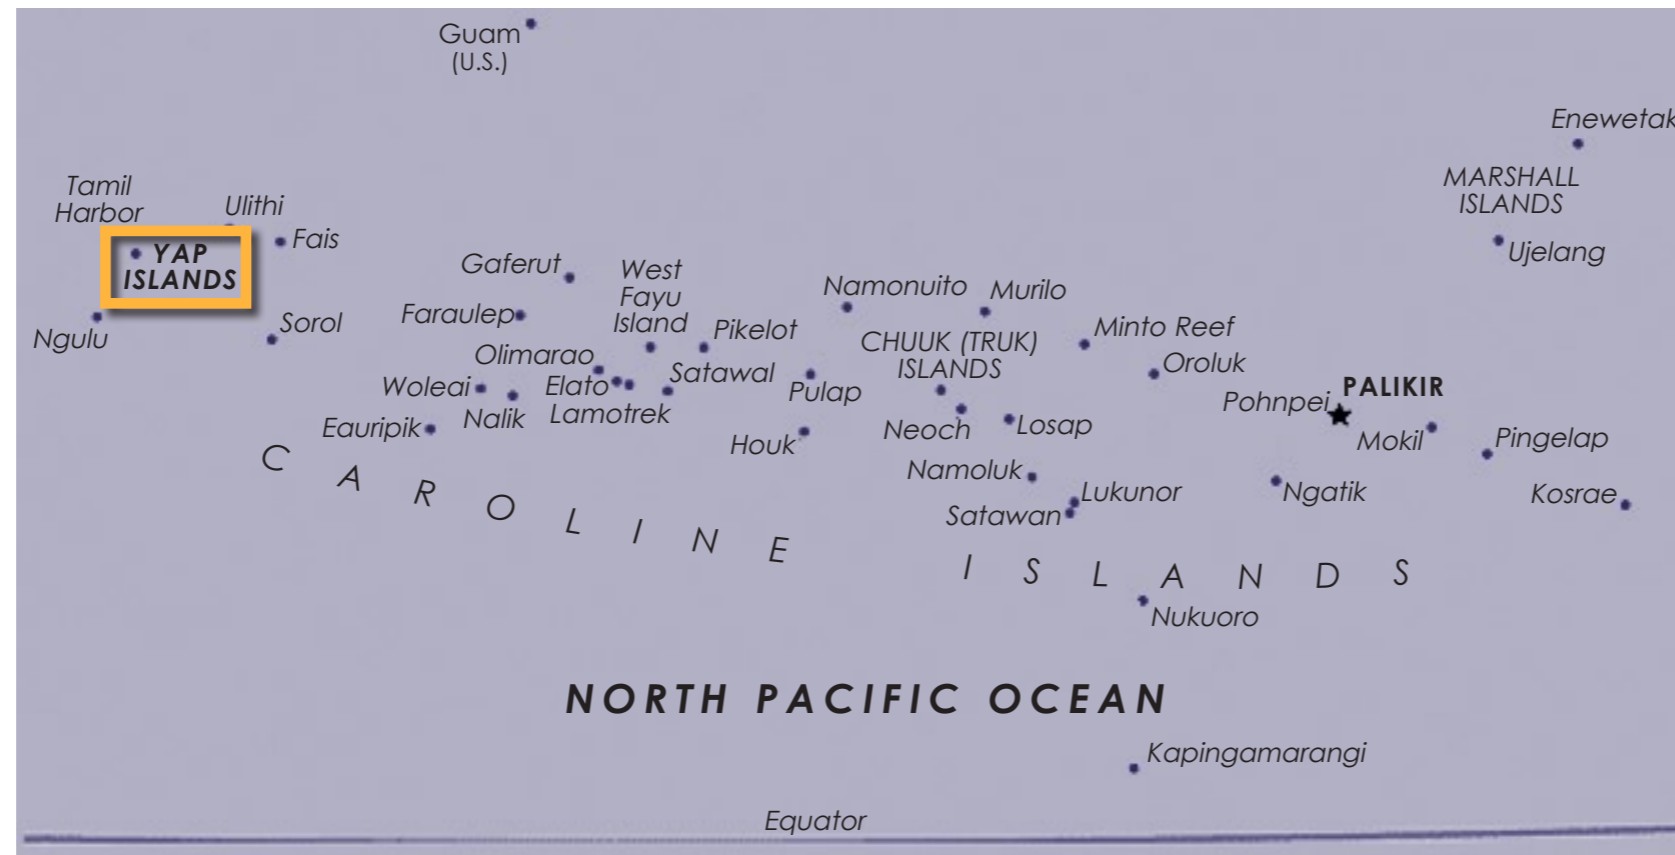 Guam
(U.S.)
Enewetak
MARSHALL
ISLANDS
Ujelang
Tamil
Harbor
Ulithi
Fais
YAP
ISLANDS
Ngulu
Sorol
Gaferut
West
Fayu
Island
Faraulep
Pikelot
Olimarao
Woleai
Nalik
Elato
Lamotrek
Satawal
Eauripik
Namonuito
Murilo
CHUUK (TRUK)
ISLANDS
Minto Reef
Oroluk
Pulap
Houk
Neoch
Losap
Namoluk
Lukunor
Satawan
Pohnpei
PALIKIR
Mokil
Pingelap
Ngatik
Kosrae
CAROLINE ISLANDS
Nukuoro
NORTH PACIFIC OCEAN
Kapingamarangi
Equator